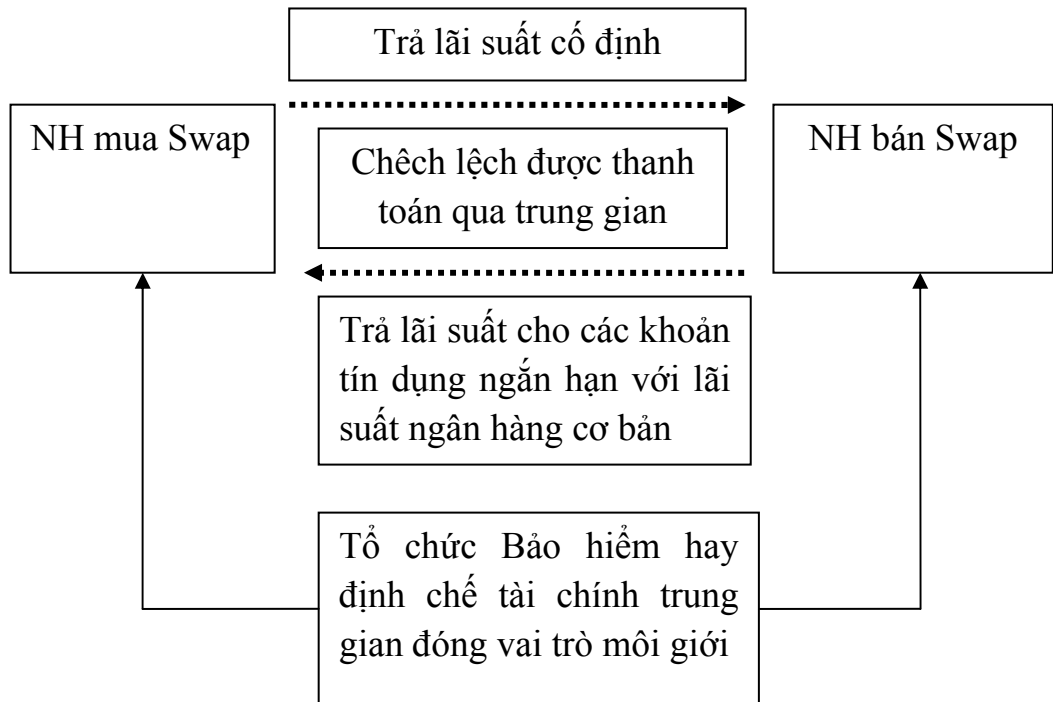 Trả lãi suất cố định
NH mua Swap
NH bán Swap
Chêch lệch được thanh
toán qua trung gian
Trả lãi suất cho các khoản
tín dụng ngắn hạn với lãi
suất ngân hàng cơ bản
Tổ chức Bảo hiểm hay
định chế tài chính trung
gian đóng vai trò môi giới